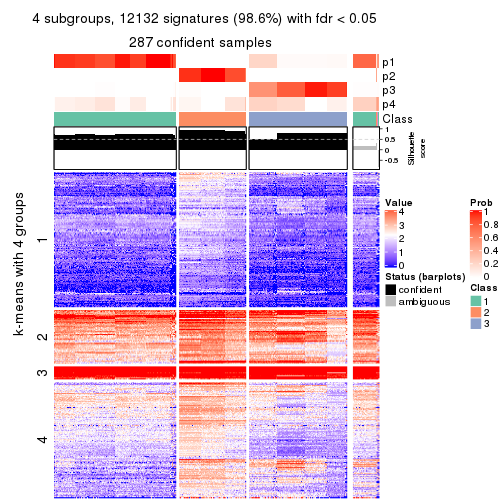 4 subgroups, 12132 signatures (98.6%) with fdr < 0.05
287 confident samples
p1
p2
p3
p4
Class
1
0.5
0
-0.5
Silhouette
score
k-means with 4 groups
1
2
3
4
Value
4
3
2
1
0
Status (barplots)
confident
ambiguous
Prob
1
0.8
0.6
0.4
0.2
0
Class
1
2
3